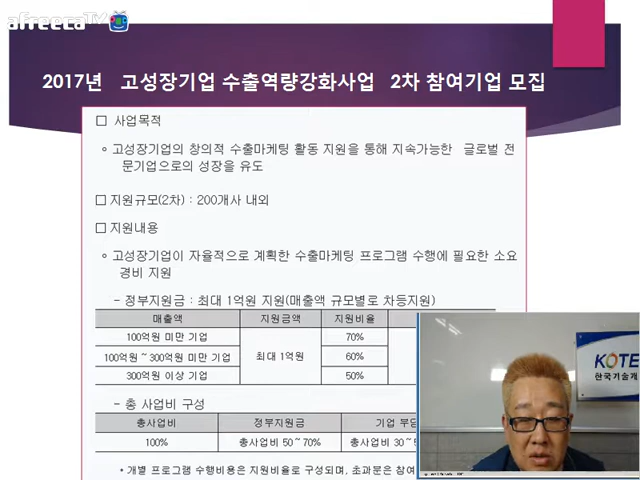 afreecaTV
2017년 고성장기업 수출역량강화사업 2차 참여기업 모집
□ 사업목적
◦ 고성장기업의 창의적 수출마케팅 활동 지원을 통해 지속가능한 글로벌 전
문기업으로의 성장을 유도
□ 지원규모(2차) : 200개사 내외
□ 지원내용
◦ 고성장기업이 자율적으로 계획한 수출마케팅 프로그램 수행에 필요한 소요
경비 지원
- 정부지원금 : 최대 1억원 지원(매출액 규모별로 차등지원)
매출액 지원금액 지원비율
100억원 미만 기업 최대 1억원 70%
100억원~300억원 미만 기업 60%
300억원 이상 기업 50%
- 총 사업비 구성
총사업비 정부지원금 기업 부담
100% 총사업비 50~70% 총사업비 30~
* 개별 프로그램 수행비용은 지원비율로 구성되며, 초과분은 참여
KOTE
한국기술개